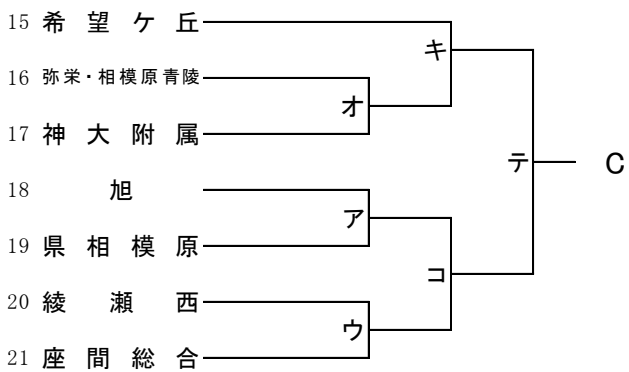 15 希望ケ丘
キ
16 弥栄・相模原青陵
オ
17 神大附属
テ C
18 旭
ア
19 県相模原
コ
20 綾瀬西
ウ
21 座間総合